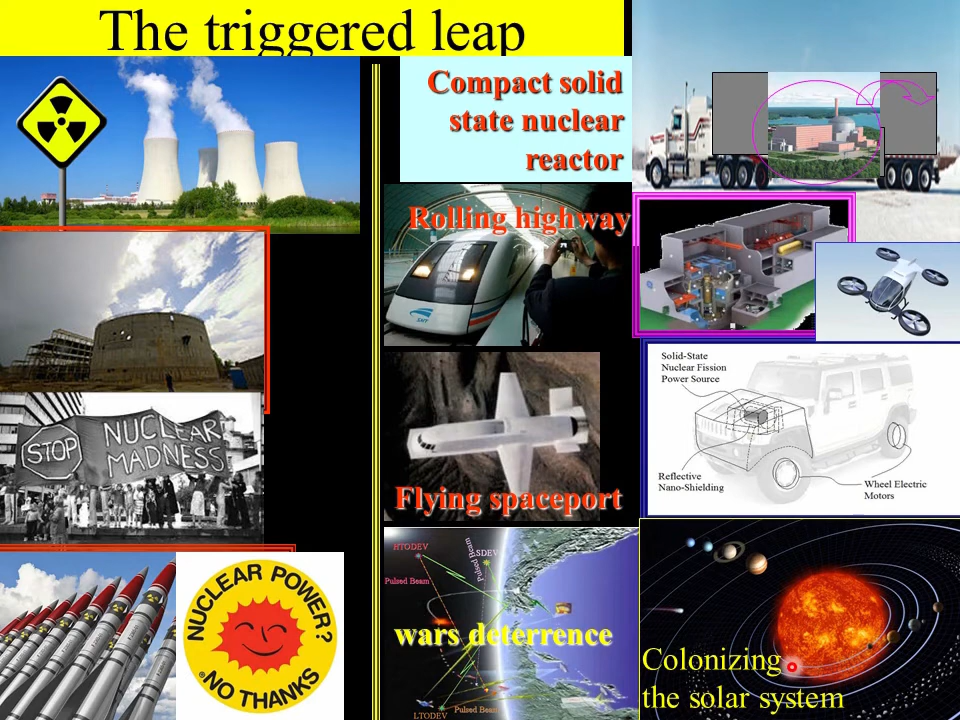 The triggered leap
Compact solid
state nuclear
reactor
Rolling highway
STOP
NUCLEAR
MADNESS
Flying spaceport
Solid-State
Nuclear Fission
Power Source
Reflective
Nano-Shielding
Wheel Electric
Motors
NUCLEAR POWER?
NO THANKS
HTODEV
SDEV
Pulsed Beam
Pulsed Beam
wars deterrence
LTODEV
Pulsed Beam
Colonizing
the solar system